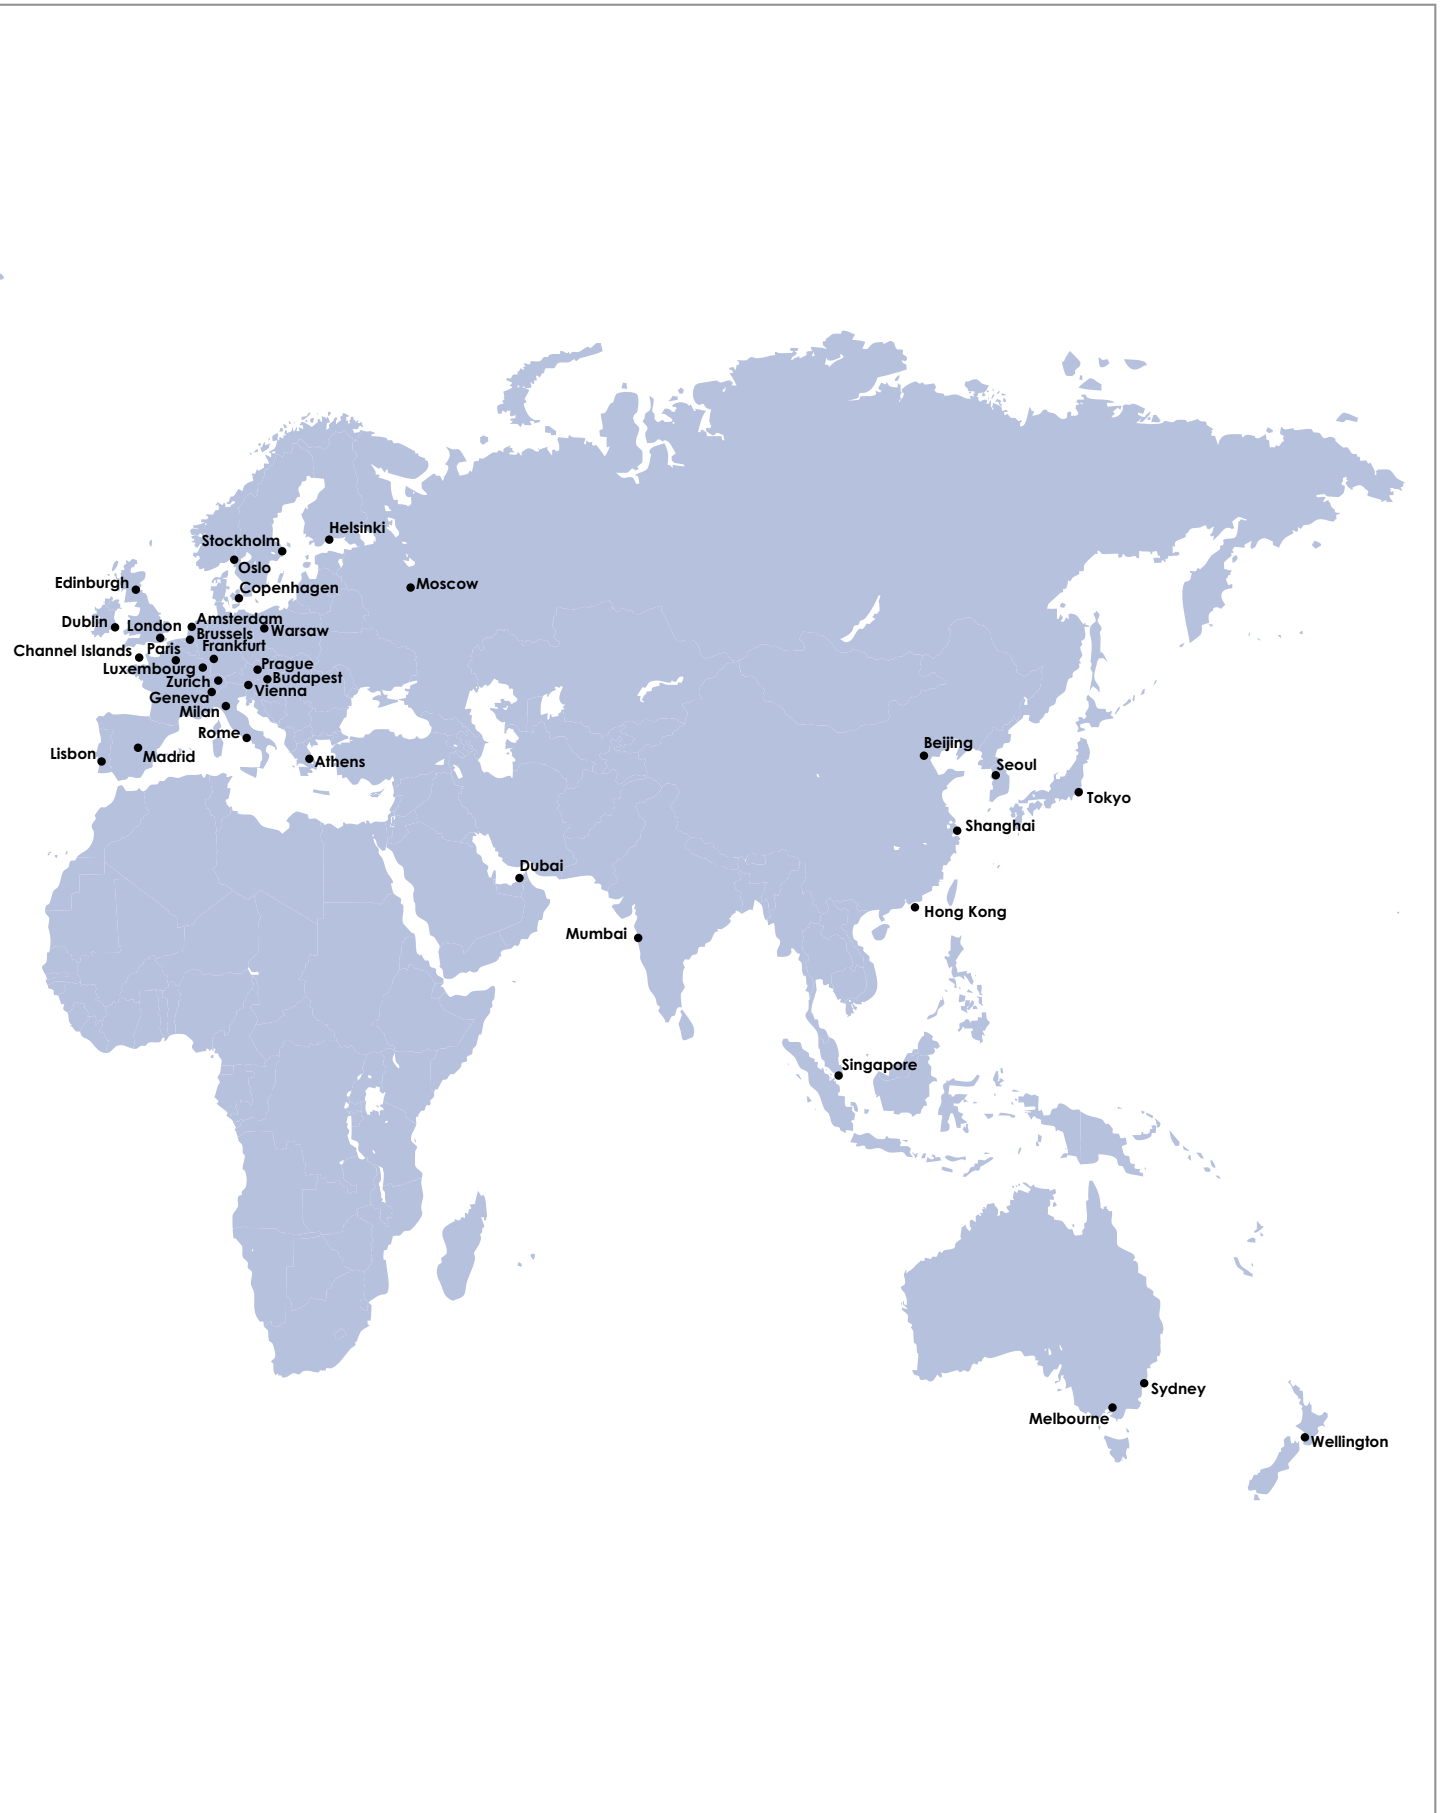 Helsinki
Stockholm
Oslo
Edinburgh
Moscow
Copenhagen
Dublin
London
Amsterdam
Warsaw
Brussels
Channel Islands
Paris
Frankfurt
Luxembourg
Prague
Zurich
Budapest
Geneva
Vienna
Milan
Rome
Lisbon
Madrid
Athens
Beijing
Seoul
Tokyo
Shanghai
Dubai
Hong Kong
Mumbai
Singapore
Sydney
Melbourne
Wellington